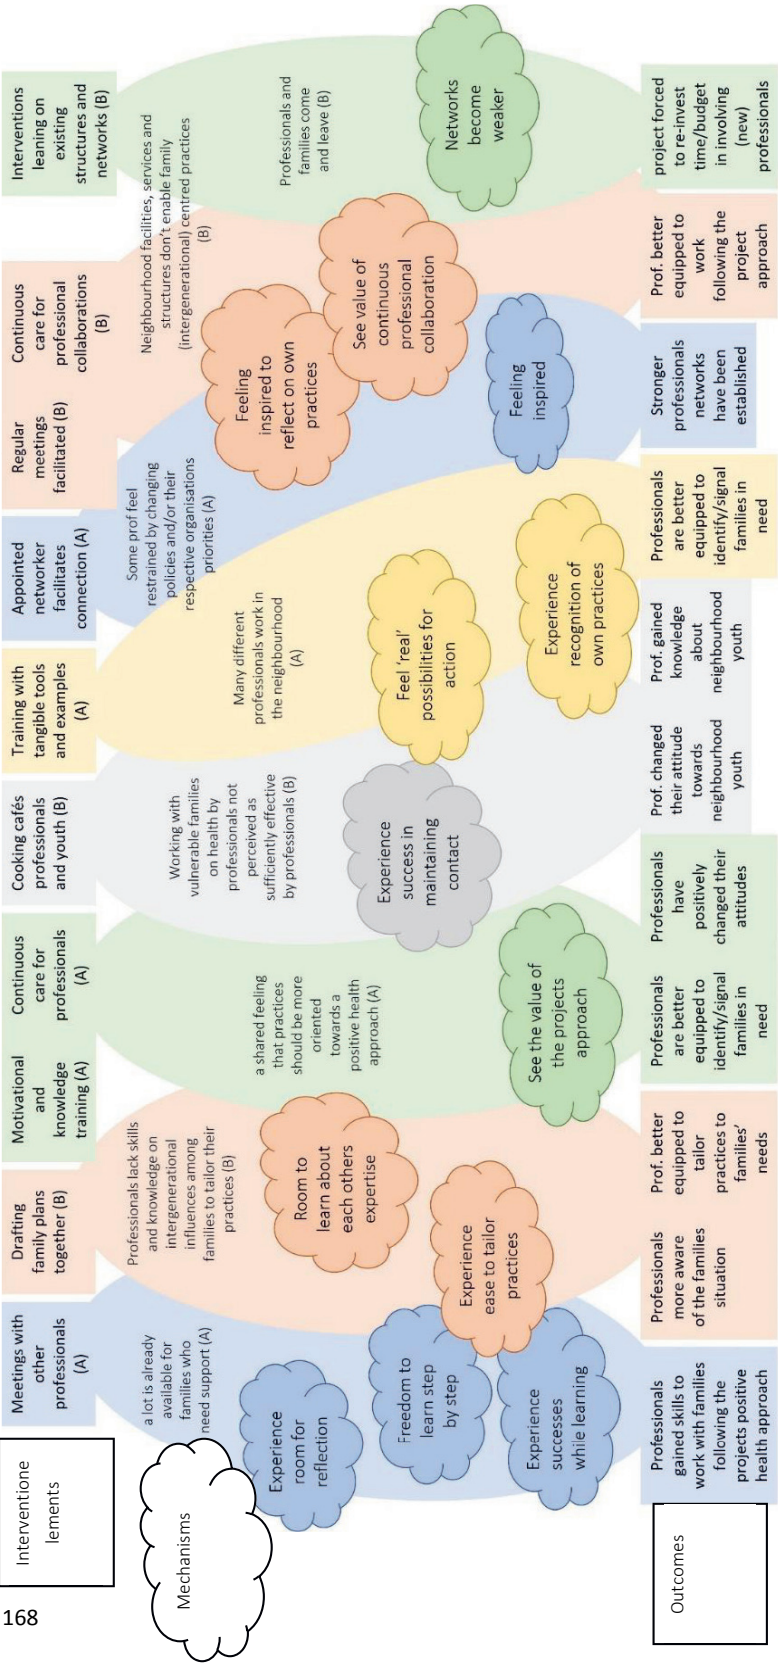 168
Interventione
lements
Meetings with
other
professionals
(A)
Drafting
family plans
together (B)
Motivational
and
knowledge
training (A)
Continuous
care for
professionals
(A)
Cooking cafés
professionals
and youth (B)
Training with
tangible tools
and examples
(A)
Appointed
networker
facilitates
connection (A)
Regular
meetings
facilitated (B)
Continuous
care for
professional
collaborations
(B)
Interventions
leaning on
existing
structures and
networks (B)
a lot is already
available for
families who
need support (A)
Professionals lack skills
and knowledge on
intergenerational
influences among
families to tailor their
practices (B)
a shared feeling
that practices
should be more
oriented
towards a
positive health
approach (A)
Working with
vulnerable families
on health by
professionals not
perceived as
sufficiently effective
by professionals (B)
Many different
professionals work in
the neighbourhood
(A)
Some prof feel
restrained by changing
policies and/or their
respective organisations
priorities (A)
Neighbourhood facilities, services and
structures don't enable family
(intergenerational) centred practices
(B)
Professionals and
families come
and leave (B)
Mechanisms
Experience
room for
reflection
Freedom to
learn step
by step
Experience
successes
while learning
Room to
learn about
each others
expertise
Experience
ease to tailor
practices
See the value of
the projects
approach
Experience
success in
maintaining
contact
Feel 'real'
possibilities for
action
Experience
recognition of
own practices
Feeling
inspired to
reflect on own
practices
See value of
continuous
professional
collaboration
Feeling
inspired
Networks
become
weaker
Outcomes
Professionals
gained skills to
work with families
following the
projects positive
health approach
Professionals
more aware
of the families
situation
Prof. better
equipped to
tailor
practices to
families'
needs
Professionals
are better
equipped to
identify/signal
families in
need
Professionals
have
positively
changed their
attitudes
Prof. changed
their attitude
towards
neighbourhood
youth
Prof. gained
knowledge
about
neighbourhood
youth
Professionals
are better
equipped to
identify/signal
families in
need
Stronger
professionals
networks
have been
established
Prof. better
equipped to
work
following the
project
approach
project forced
to re-invest
time/budget
in involving
(new)
professionals